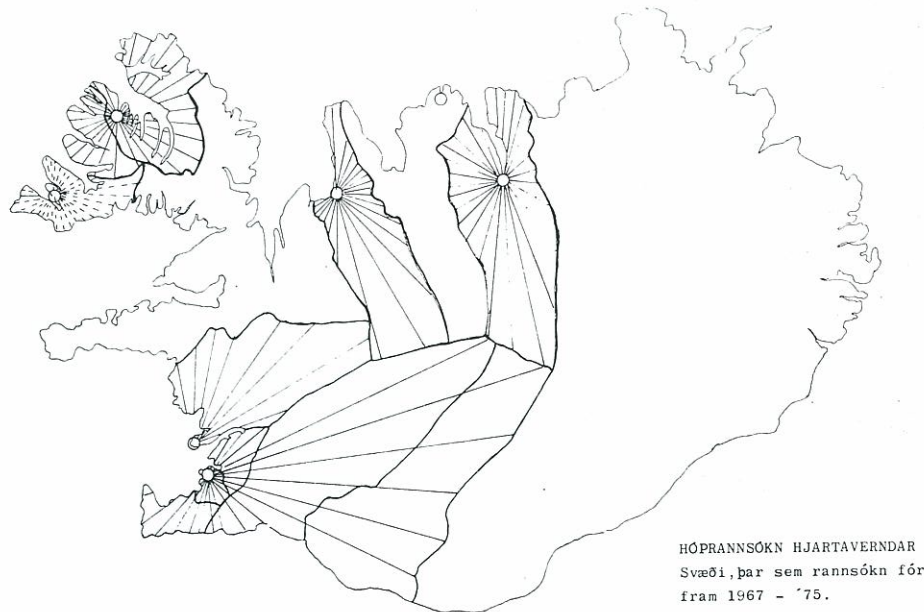 HÓPRANNSÓKN HJARTAVERNDAR
Svæði,þar sem rannsókn fór
fram 1967 - ´75.